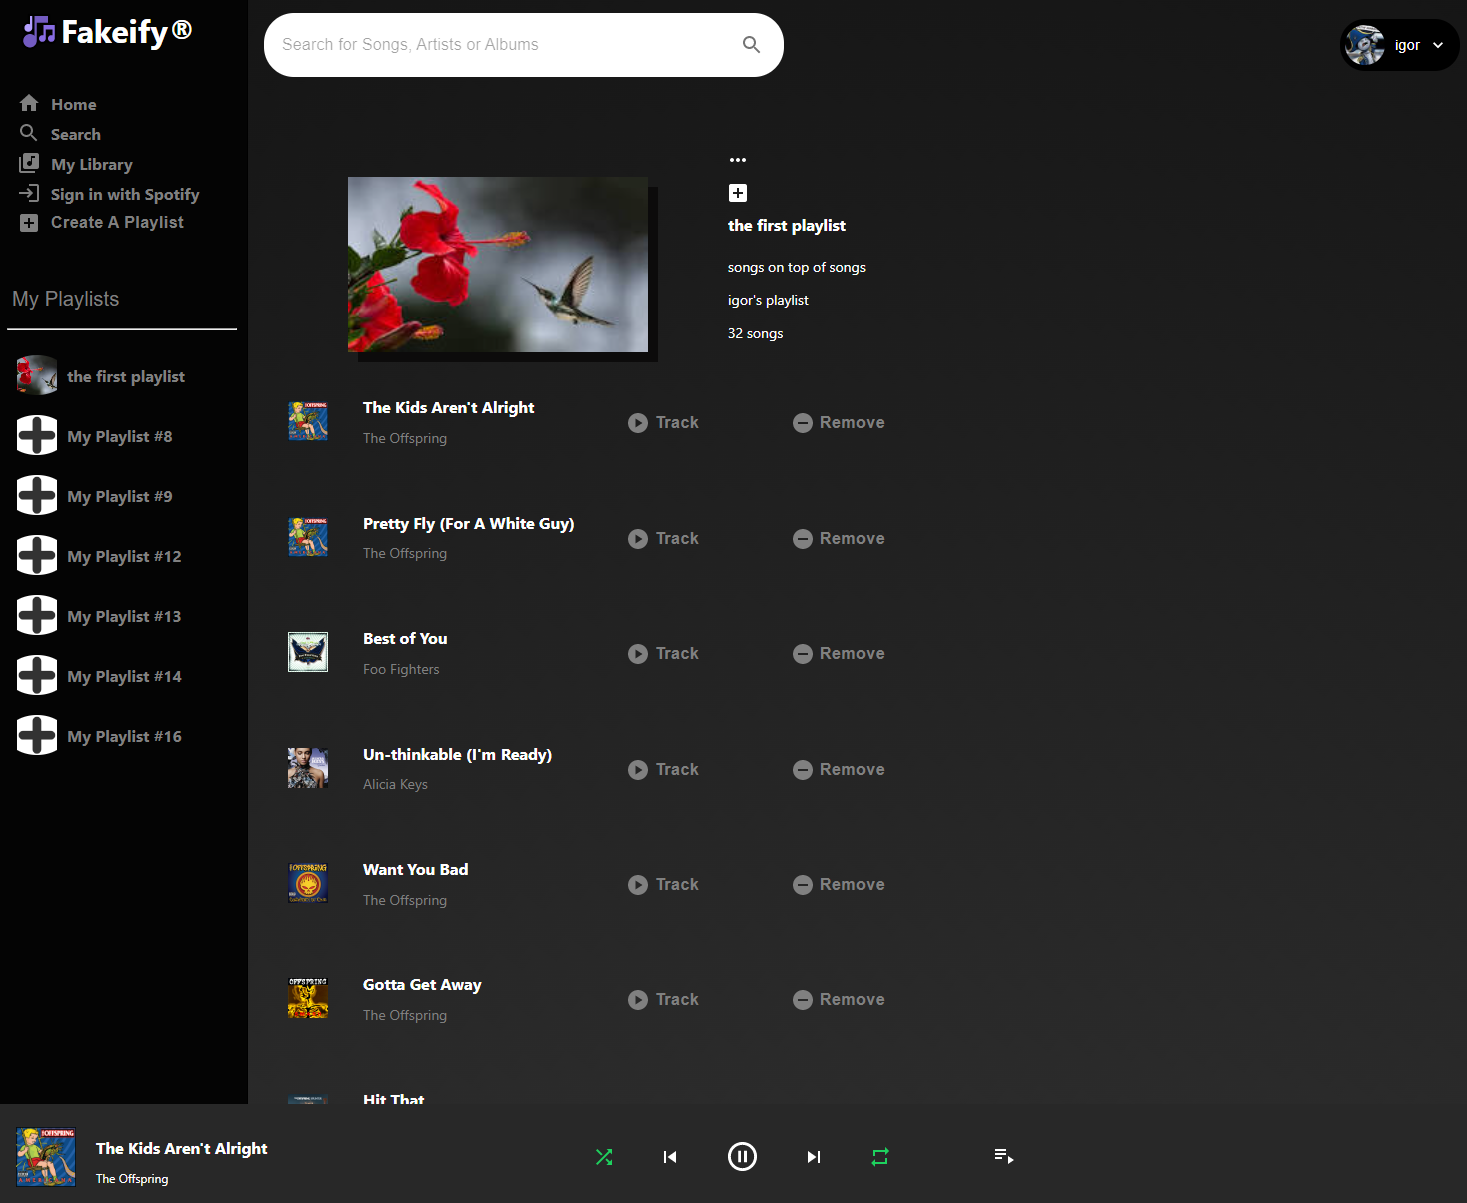 Fakeify®
Search for Songs, Artists or Albums
igor
Home
Search
My Library
Sign in with Spotify
Create A Playlist
My Playlists
the first playlist
My Playlist #8
My Playlist #9
My Playlist #12
My Playlist #13
My Playlist #14
My Playlist #16
the first playlist
songs on top of songs
igor's playlist
32 songs
The Kids Aren't Alright
The Offspring
Track
Remove
Pretty Fly (For A White Guy)
The Offspring
Track
Remove
Best of You
Foo Fighters
Track
Remove
Un-thinkable (I'm Ready)
Alicia Keys
Track
Remove
Want You Bad
The Offspring
Track
Remove
Gotta Get Away
The Offspring
Track
Remove
Hit That
The Kids Aren't Alright
The Offspring